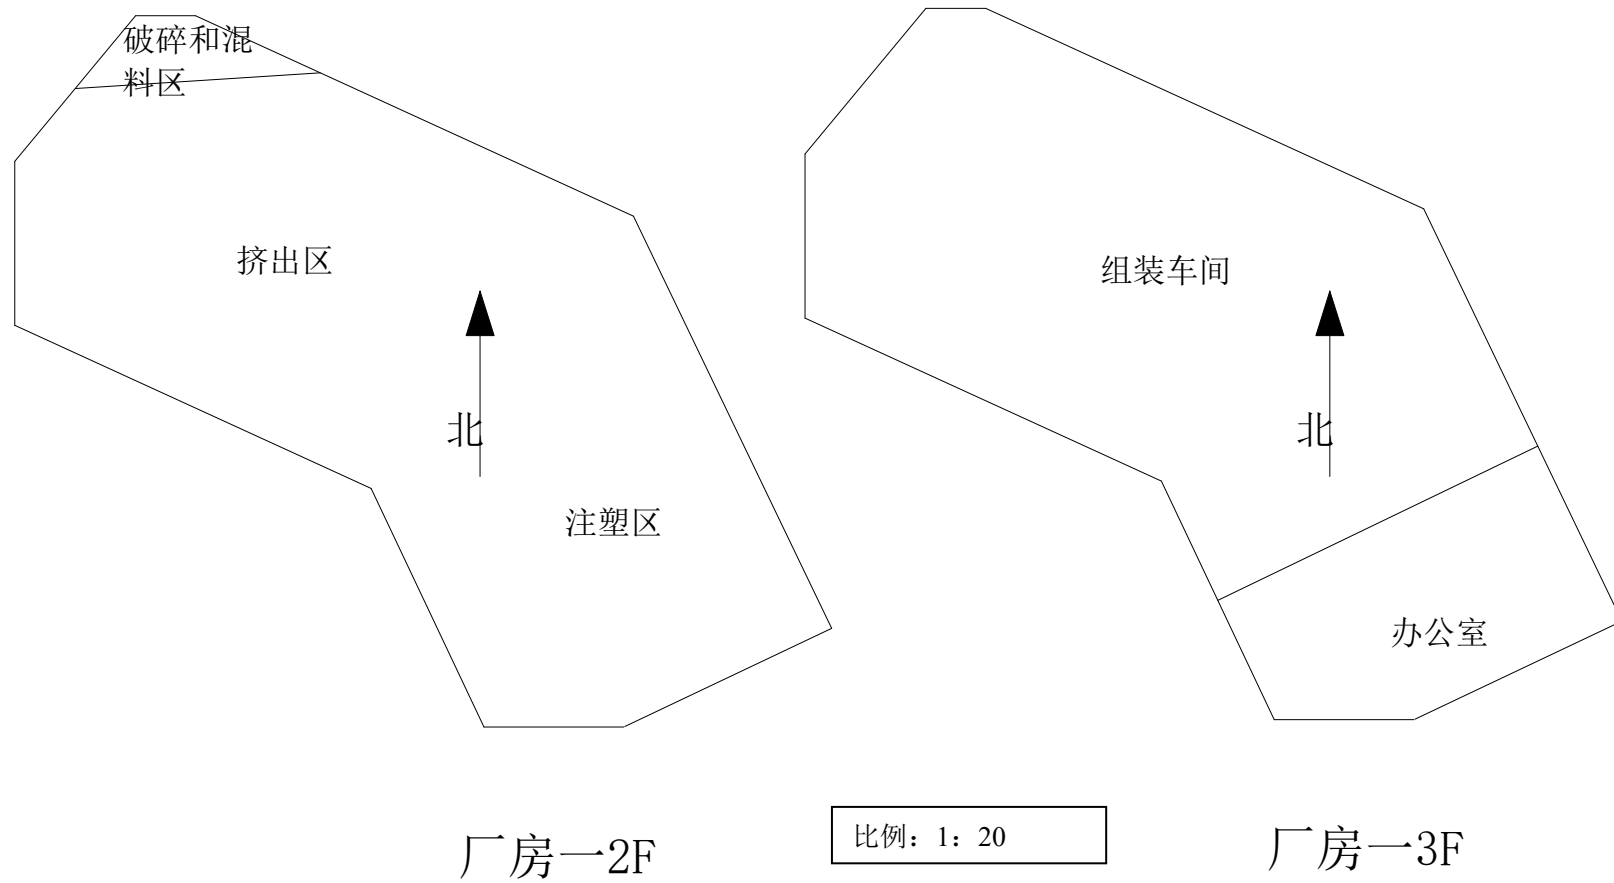 破碎和混
料区
挤出区
北
注塑区
组装车间
北
办公室
厂房一2F
比例：1：20
厂房一3F